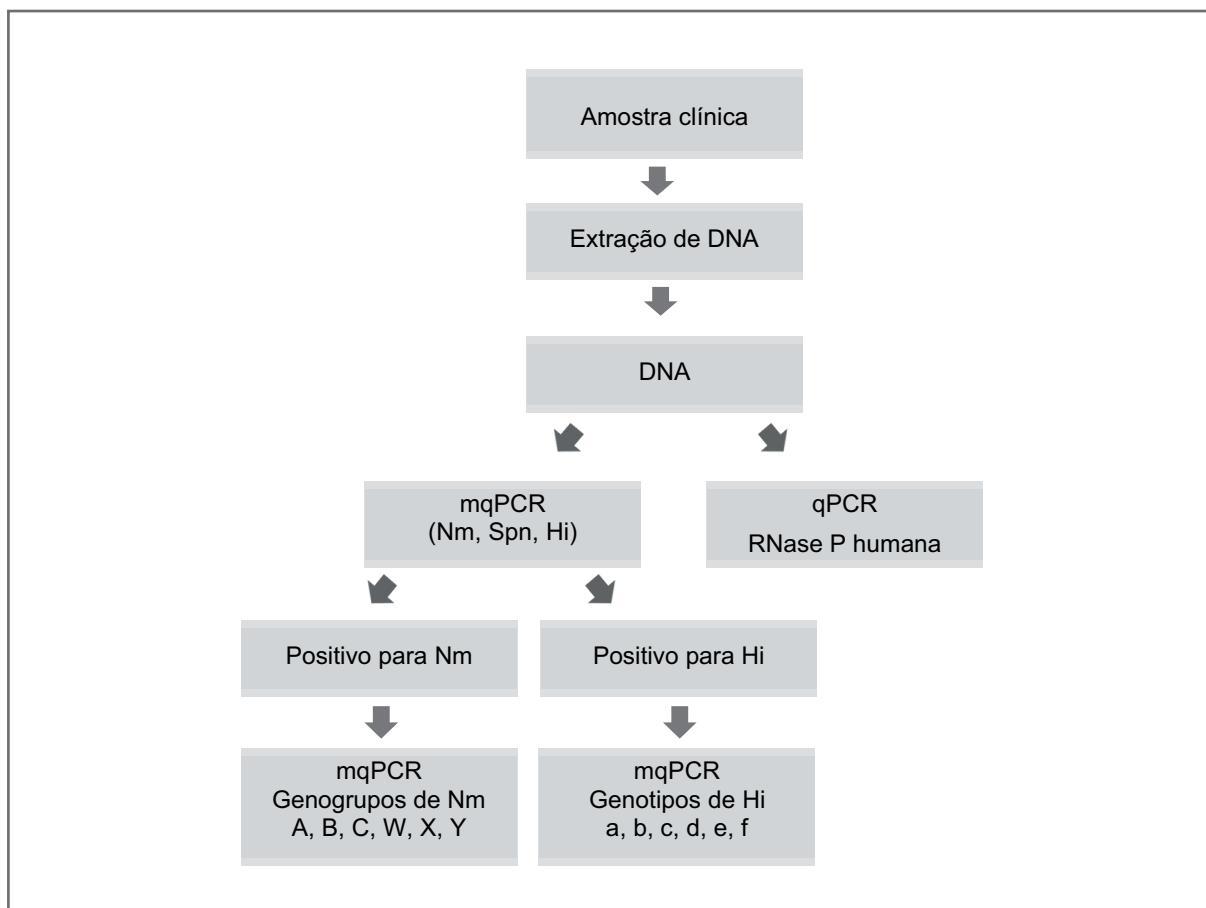 Amostra clínica
Extração de DNA
DNA
mqPCR
(Nm, Spn, Hi)
qPCR
RNase P humana
Positivo para Nm
Positivo para Hi
mqPCR
Genogrupos de Nm
A, B, C, W, X, Y
mqPCR
Genotipos de Hi
a, b, c, d, e, f